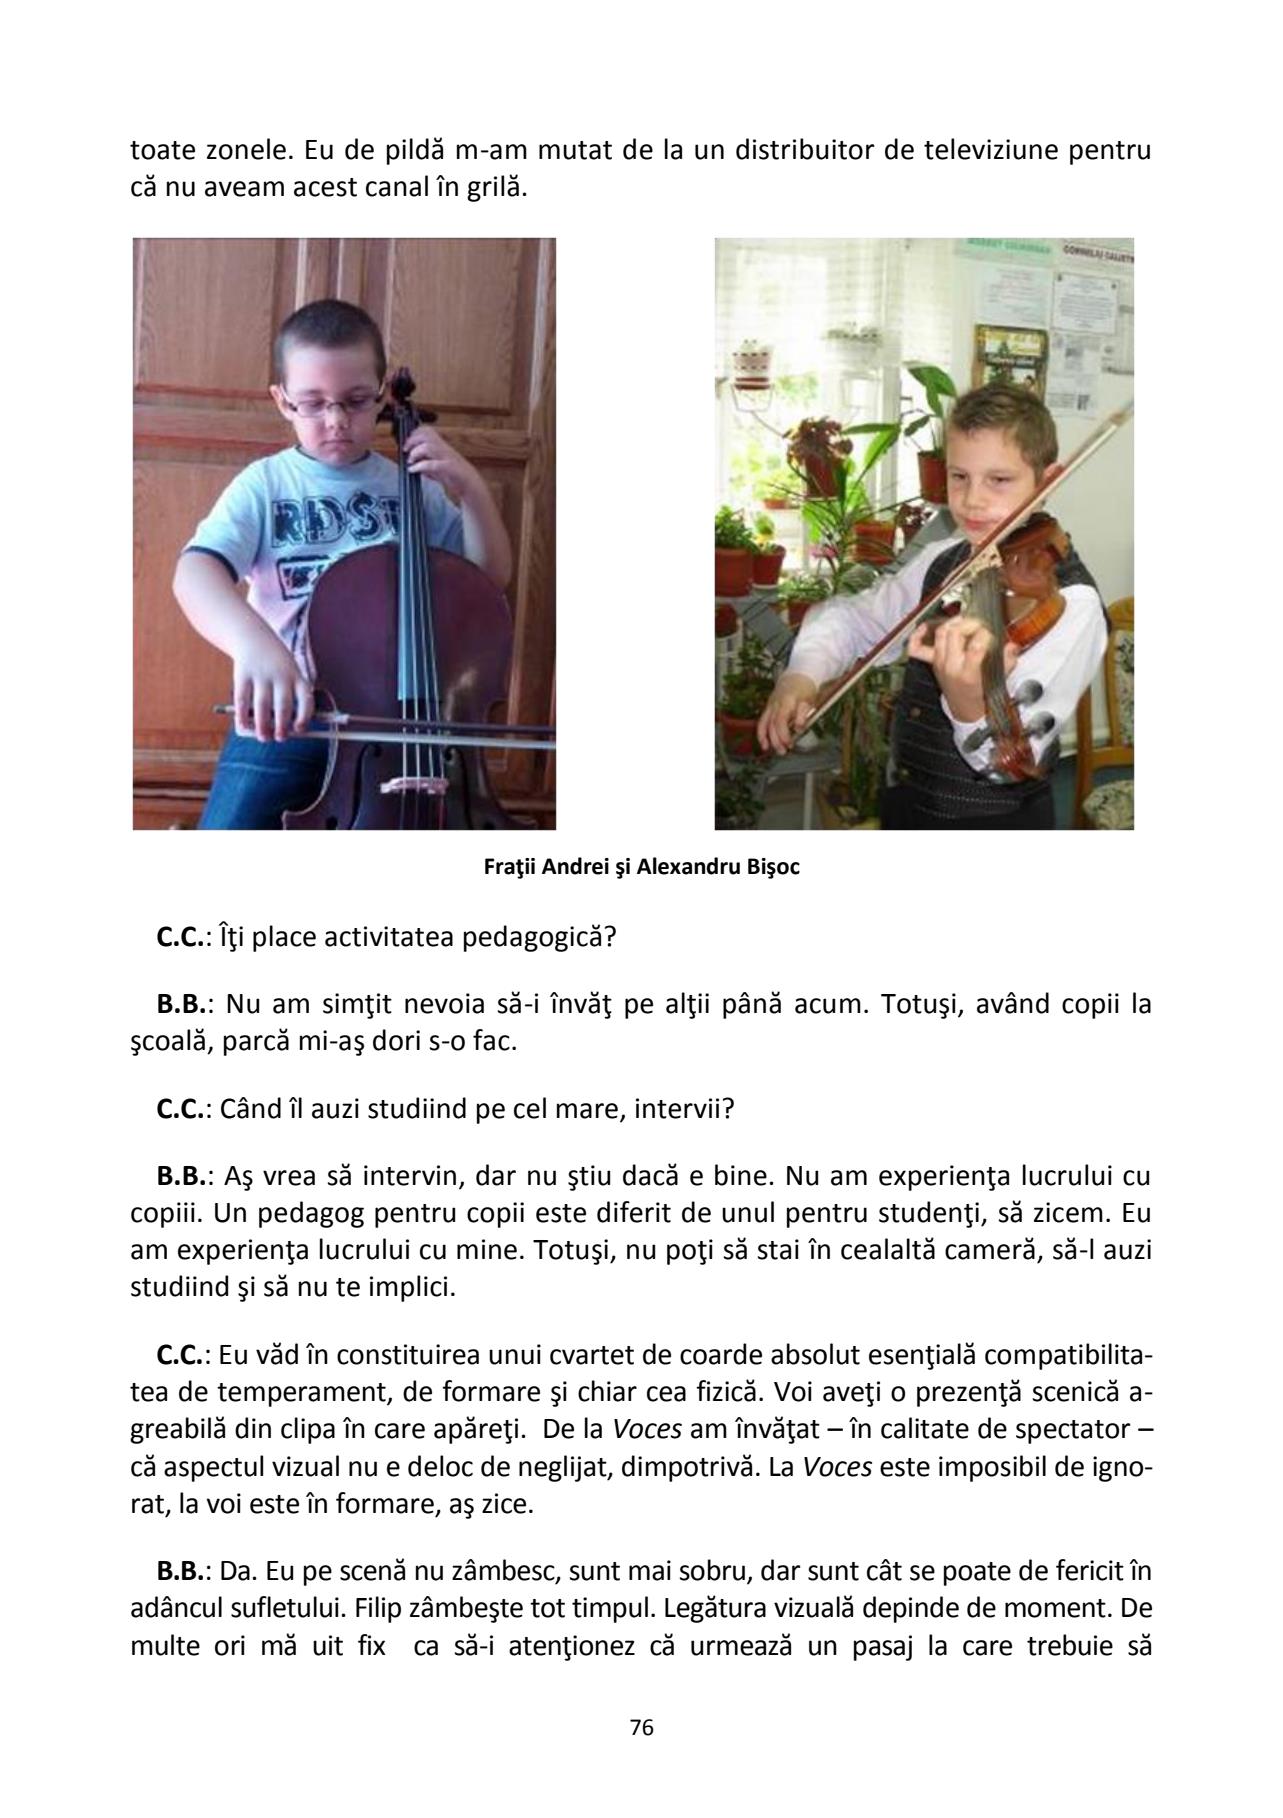 toate zonele. Eu de pildă m-am mutat de la un distribuitor de televiziune pentru
că nu aveam acest canal în grilă.
RDST
CORNELIU CALISTR
Fraţii Andrei şi Alexandru Bişoc
C.C.: Îţi place activitatea pedagogică?
B.B.: Nu am simţit nevoia să-i învăţ pe alţii până acum. Totuşi, având copii la
şcoală, parcă mi-aş dori s-o fac.
C.C.: Când îl auzi studiind pe cel mare, intervii?
B.B.: Aş vrea să intervin, dar nu ştiu dacă e bine. Nu am experienţa lucrului cu
copiii. Un pedagog pentru copii este diferit de unul pentru studenţi, să zicem. Eu
am experienţa lucrului cu mine. Totuşi, nu poţi să stai în cealaltă cameră, să-l auzi
studiind şi să nu te implici.
C.C.: Eu văd în constituirea unui cvartet de coarde absolut esenţială compatibilita-
tea de temperament, de formare şi chiar cea fizică. Voi aveţi o prezenţă scenică a-
greabilă din clipa în care apăreţi. De la Voces am învăţat – în calitate de spectator –
că aspectul vizual nu e deloc de neglijat, dimpotrivă. La Voces este imposibil de igno-
rat, la voi este în formare, aş zice.
B.B.: Da. Eu pe scenă nu zâmbesc, sunt mai sobru, dar sunt cât se poate de fericit în
adâncul sufletului. Filip zâmbeşte tot timpul. Legătura vizuală depinde de moment. De
multe ori mă uit fix ca să-i atenţionez că urmează un pasaj la care trebuie să
76